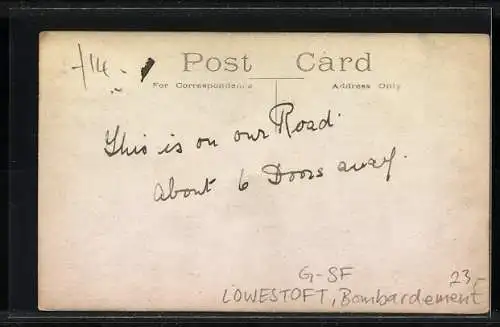 /14.
Post Card
For Correspondence Address Only
This is on our Road.
about 6 Doors away.
G-SF
23,-
LOWESTOFT, Bombardement